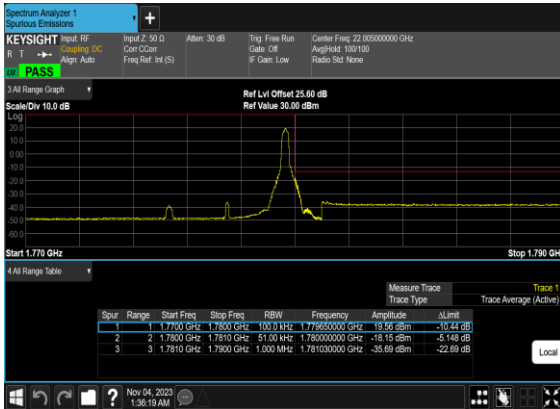 Spectrum Analyzer 1
Spurious Emissions
+
KEYSIGHT Input: RF Input Z: 50 Ω Atten: 30 dB Trig: Free Run Center Freq: 22.005000000 GHz
R T Coupling: DC Corr CCorr Gate: Off Avg|Hold: 100/100
Align: Auto Freq Ref: Int (S) IF Gain: Low Radio Std: None
LXI PASS
3 All Range Graph
Ref Lvl Offset 25.60 dB
Scale/Div 10.0 dB Ref Value 30.00 dBm
Log
20.0
10.0
0.00
-10.0
-20.0
-30.0
-40.0
-50.0
-60.0
Start 1.770 GHz Stop 1.790 GH
4 All Range Table
Measure Trace Trace 1
Trace Type Trace Average (Active)
Spur Range Start Freq Stop Freq RBW Frequency Amplitude ΔLimit
1 1 1.7700 GHz 1.7800 GHz 100.0 kHz 1.779650000 GHz 19.56 dBm -10.44 dB
2 2 1.7800 GHz 1.7810 GHz 51.00 kHz 1.780000000 GHz -18.15 dBm -5.148 dB
3 3 1.7810 GHz 1.7900 GHz 1.000 MHz 1.781030000 GHz -35.69 dBm -22.69 dB
Local
?
Nov 04, 2023
1:36:19 AM